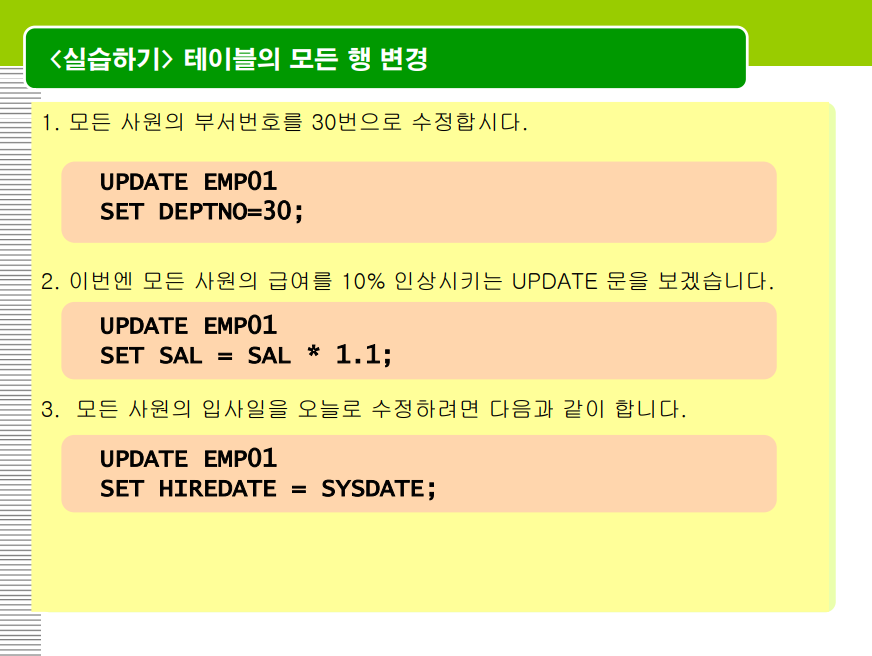 <실습하기> 테이블의 모든 행 변경
1. 모든 사원의 부서번호를 30번으로 수정합시다.
UPDATE EMP01
SET DEPTNO=30;
2. 이번엔 모든 사원의 급여를 10% 인상시키는 UPDATE 문을 보겠습니다.
UPDATE EMP01
SET SAL = SAL * 1.1;
3. 모든 사원의 입사일을 오늘로 수정하려면 다음과 같이 합니다.
UPDATE EMP01
SET HIREDATE = SYSDATE;